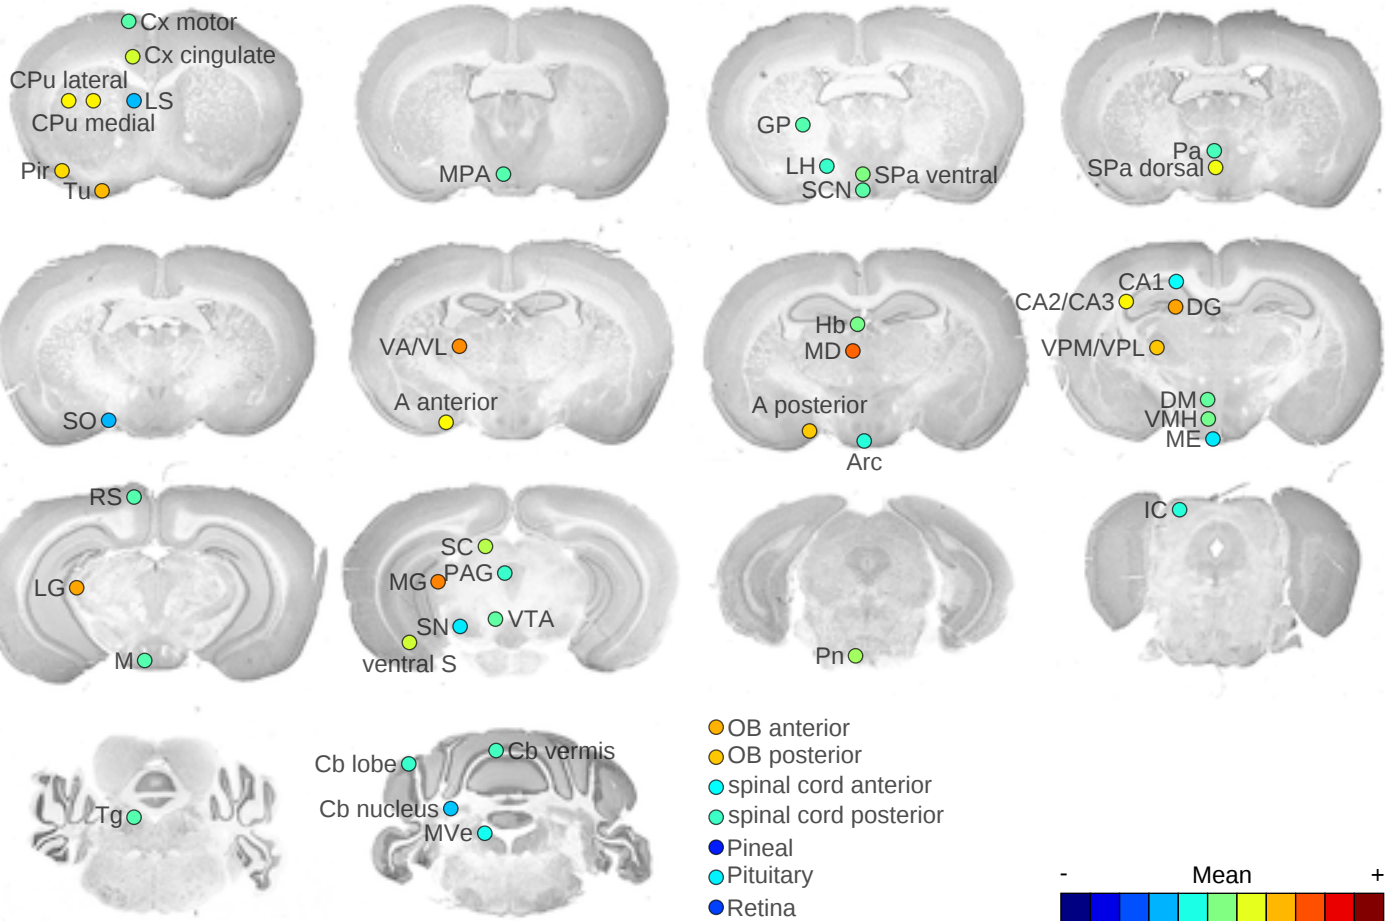 Cx motor
Cx cingulate
CPu lateral
LS
CPu medial
Pir
Tu
MPA
GP
LH
SPa ventral
SCN
Pa
SPa dorsal
SO
VA/VL
A anterior
Hb
MD
A posterior
Arc
CA1
CA2/CA3
DG
VPM/VPL
DM
VMH
ME
RS
LG
M
SC
MG
PAG
SN
VTA
ventral S
Pn
IC
Tg
Cb lobe
Cb vermis
Cb nucleus
MVe
OB anterior
OB posterior
spinal cord anterior
spinal cord posterior
Pineal
Pituitary
Retina
- Mean +